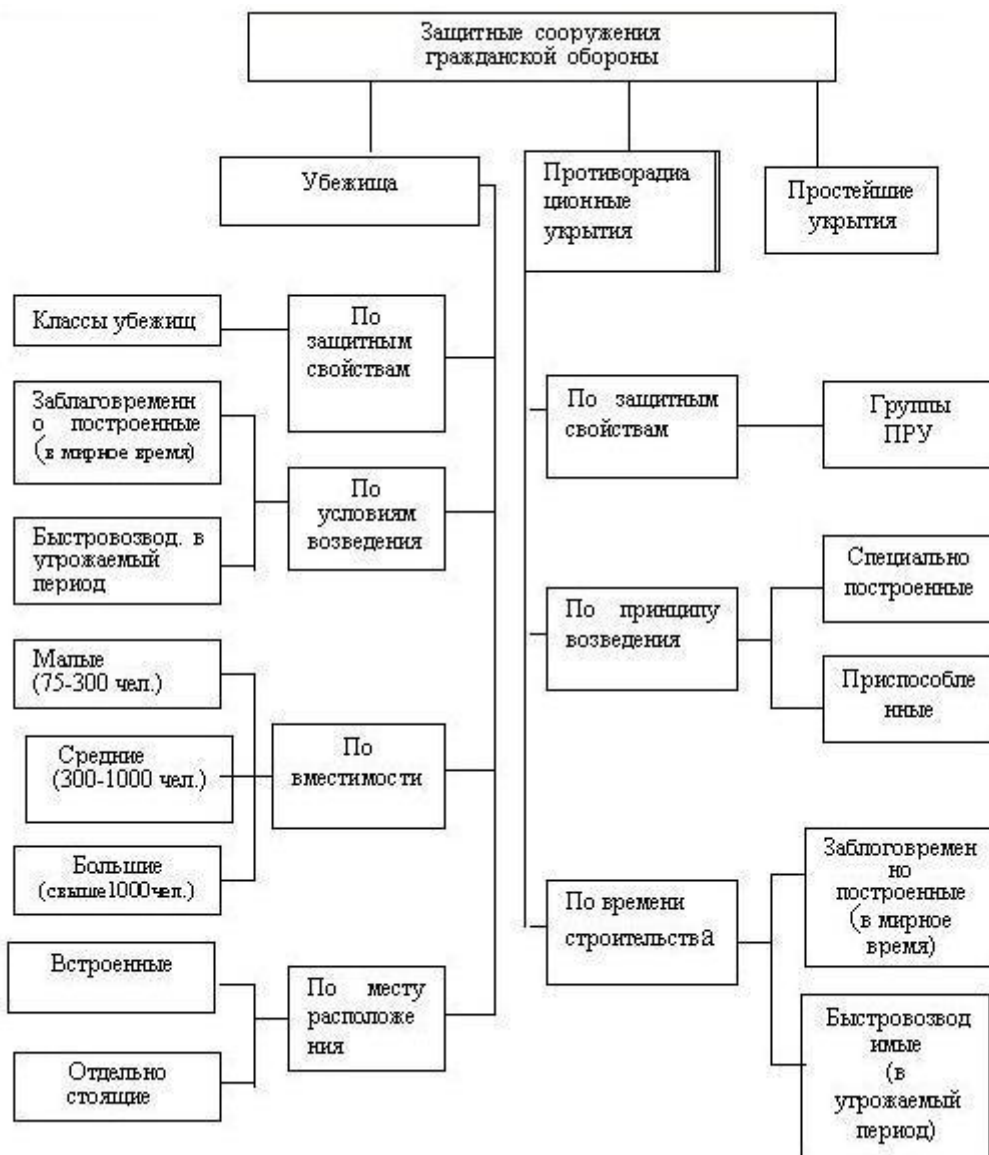 Защитные сооружения
гражданской обороны
Убежища
Противорадиа
ционные
укрытия
Простейшие
укрытия
Классы убежищ
По
защитным
свойствам
Заблаговременн
о построенные
(в мирное время)
По
условиям
возведения
Быстровозвод. в
утрожаемый
период
Малые
(75-300 чел.)
Средние
(300-1000 чел.)
По
вместимости
Большие
(свыше1000чел.)
Встроенные
По месту
расположе
ния
Отдельно
стоящие
По защитным
свойствам
Группы
ПРУ
По принципу
возведения
Специально
построенные
Приспособле
нные
По времени
строительства
Заблоговремен
но
построенные
(в мирное
время)
Быстровозвод
имые
(в
утрожаемый
период)